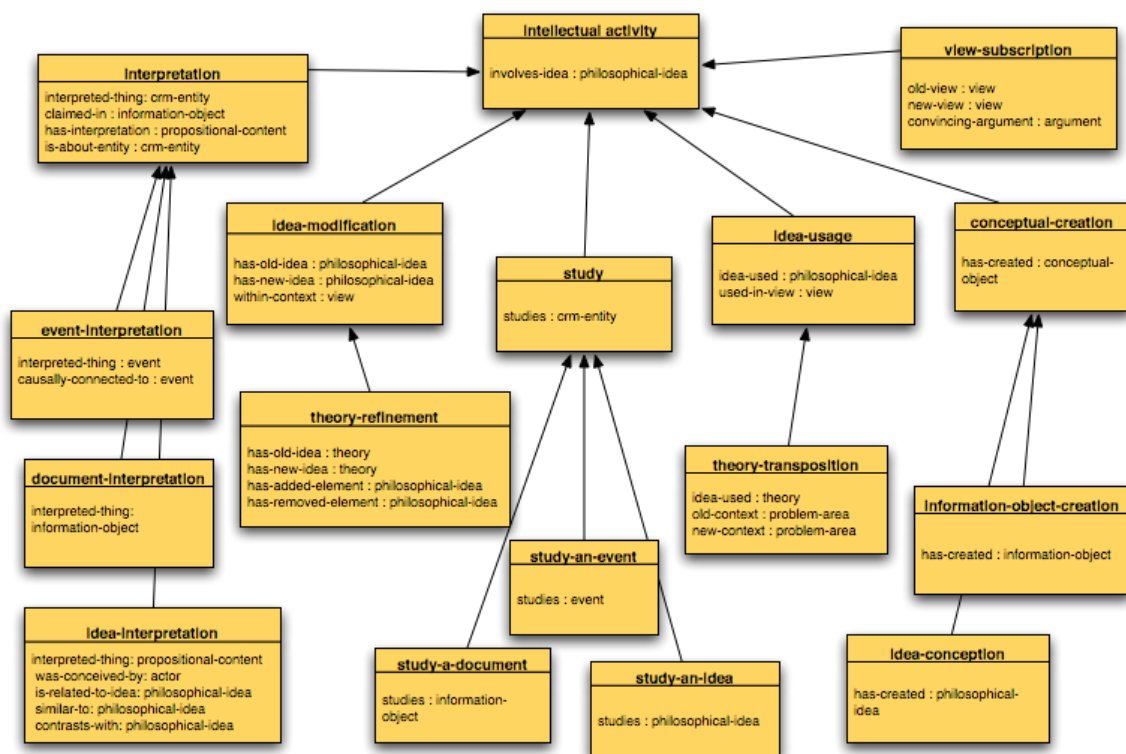 intellectual activity
involves-idea : philosophical-idea
view-subscription
old-view : view
new-view : view
convincing-argument : argument
interpretation
interpreted-thing: crm-entity
claimed-in : information-object
has-interpretation : propositional-content
is-about-entity : crm-entity
idea-modification
has-old-idea : philosophical-idea
has-new-idea : philosophical-idea
within-context : view
study
studies : crm-entity
idea-usage
idea-used : philosophical-idea
used-in-view : view
conceptual-creation
has-created : conceptual-
object
event-interpretation
interpreted-thing : event
causally-connected-to : event
theory-refinement
has-old-idea : theory
has-new-idea : theory
has-added-element : philosophical-idea
has-removed-element : philosophical-idea
theory-transposition
idea-used : theory
old-context : problem-area
new-context : problem-area
document-interpretation
interpreted-thing:
information-object
information-object-creation
has-created : information-object
study-an-event
studies : event
idea-interpretation
interpreted-thing: propositional-content
was-conceived-by: actor
is-related-to-idea: philosophical-idea
similar-to: philosophical-idea
contrasts-with: philosophical-idea
study-a-document
studies : information-
object
study-an-idea
studies : philosophical-idea
idea-conception
has-created : philosophical-
idea